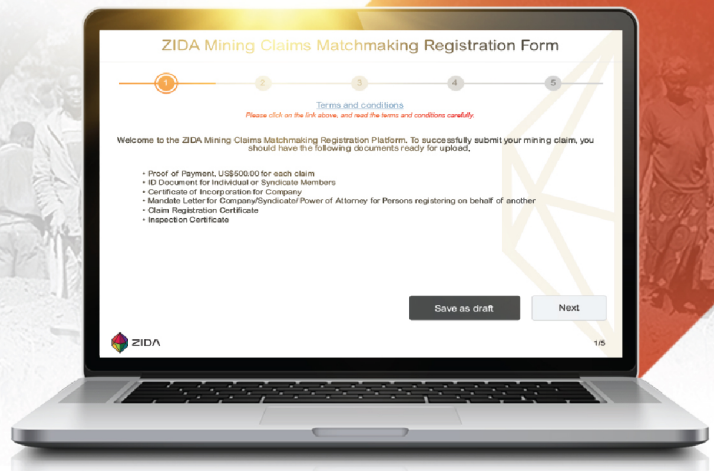 ZIDA Mining Claims Matchmaking Registration Form
1 2 3 4 5
Terms and conditions
Please click on the link above, and read the terms and conditions carefully.
Welcome to the ZIDA Mining Claims Matchmaking Registration Platform. To successfully submit your mining claim, you
should have the following documents ready for upload.
• Proof of Payment, US$500:00 for each claim
• ID Document for Individual or Syndicate Members
• Certificate of Incorporation for Company
• Mandate Letter for Company/Syndicate/Power of Attorney for Persons registering on behalf of another
• Claim Registration Certificate
• Inspection Certificate
Save as draft Next
ZIDA 1/5